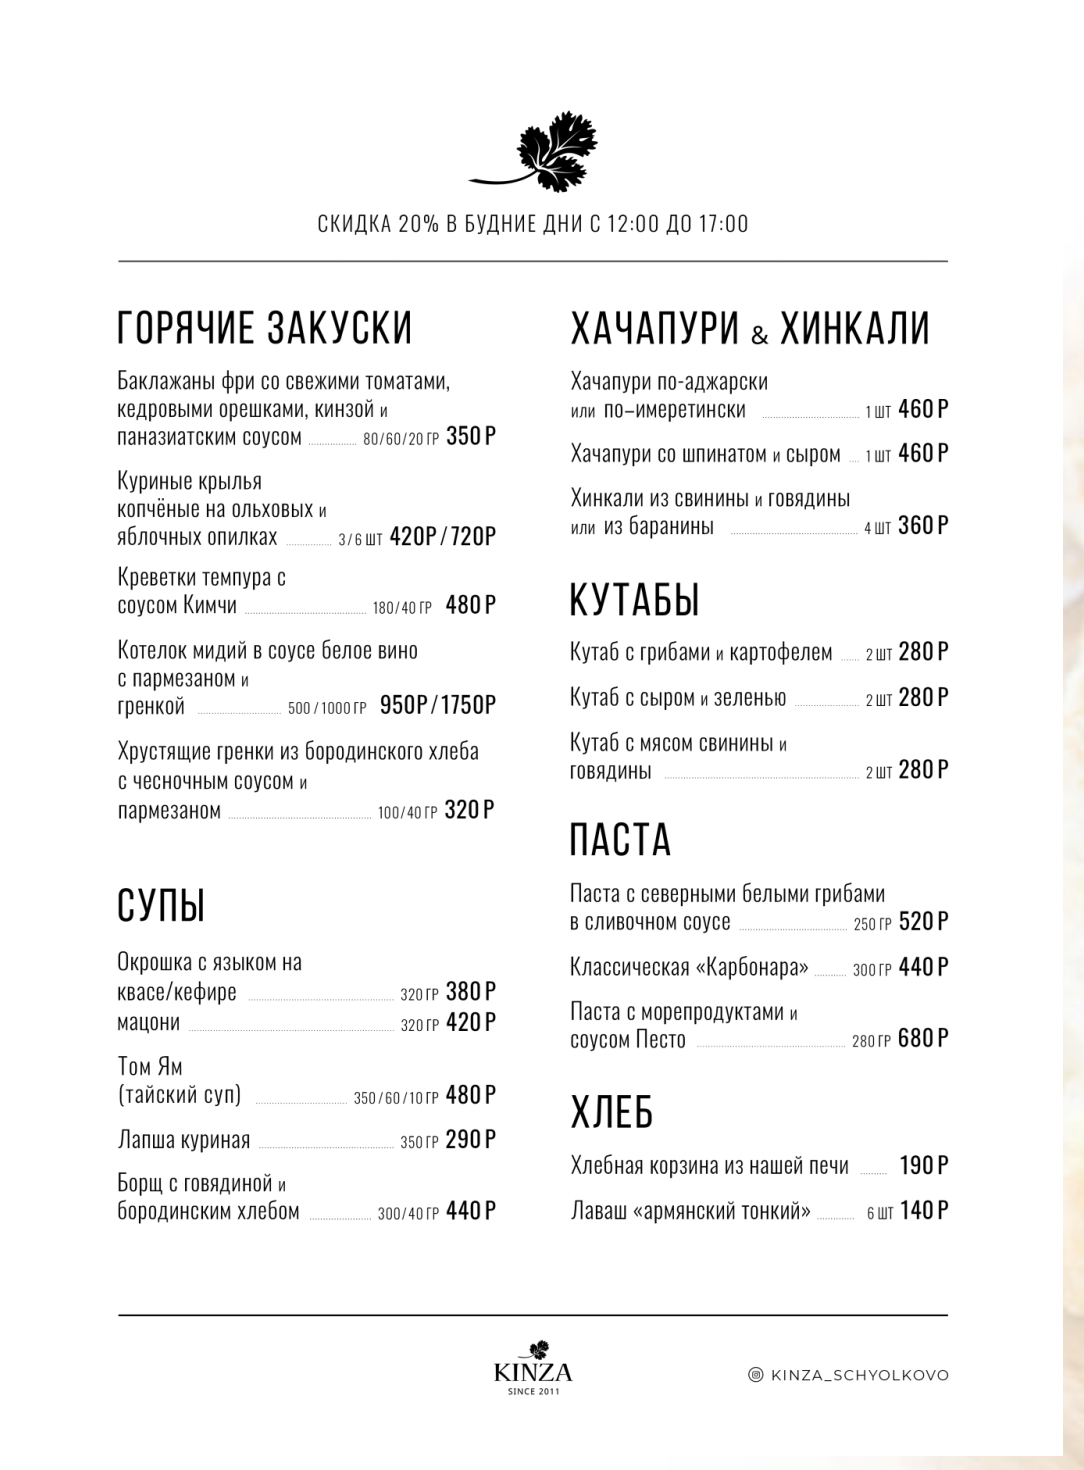 СКИДКА 20% В БУДНИЕ ДНИ С 12:00 ДО 17:00
ГОРЯЧИЕ ЗАКУСКИ
Баклажаны фри со свежими томатами,
кедровыми орешками, кинзой и
паназиатским соусом 80/60/20 ГР 350 Р
Куриные крылья
копчёные на ольховых и
яблочных опилках 3/6 ШТ 420Р/720Р
Креветки темпура с
соусом Кимчи 180/40 ГР 480 Р
Котелок мидий в соусе белое вино
с пармезаном и
гренкой 500/1000 ГР 950Р/1750Р
Хрустящие гренки из бородинского хлеба
с чесночным соусом и
пармезаном 100/40 ГР 320 Р
СУПЫ
Окрошка с языком на
квасе/кефире 320 ГР 380 Р
мацони 320 ГР 420 Р
Том Ям
(тайский суп) 350/60/10 ГР 480 Р
Лапша куриная 350 ГР 290 Р
Борщ с говядиной и
бородинским хлебом 300/40 ГР 440 Р
ХАЧАПУРИ & ХИНКАЛИ
Хачапури по-аджарски
или по–имеретински 1 ШТ 460 Р
Хачапури со шпинатом и сыром 1 ШТ 460 Р
Хинкали из свинины и говядины
или из баранины 4 ШТ 360 Р
КУТАБЫ
Кутаб с грибами и картофелем 2 ШТ 280 Р
Кутаб с сыром и зеленью 2 ШТ 280 Р
Кутаб с мясом свинины и
говядины 2 ШТ 280 Р
ПАСТА
Паста с северными белыми грибами
в сливочном соусе 250 ГР 520 Р
Классическая «Карбонара» 300 ГР 440 Р
Паста с морепродуктами и
соусом Песто 280 ГР 680 Р
ХЛЕБ
Хлебная корзина из нашей печи 190 Р
Лаваш «армянский тонкий» 6 ШТ 140 Р
KINZA
SINCE 2011
KINZA_SCHYOLKOVO